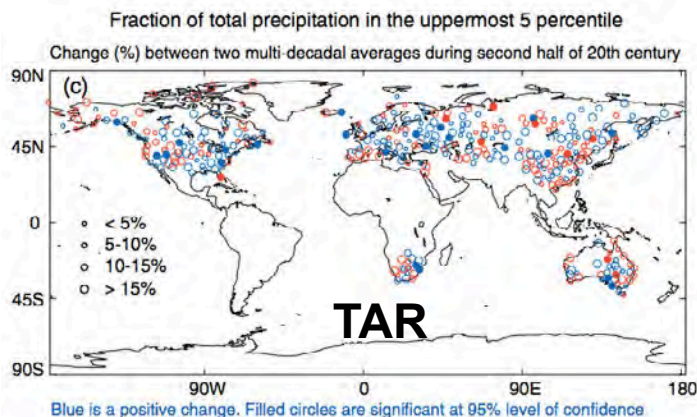 Fraction of total precipitation in the uppermost 5 percentile
Change (%) between two multi-decadal averages during second half of 20th century
90N
(c)
45N
0
< 5%
5-10%
10-15%
> 15%
45S
TAR
90S
90W
0
90E
180
Blue is a positive change. Filled circles are significant at 95% level of confidence